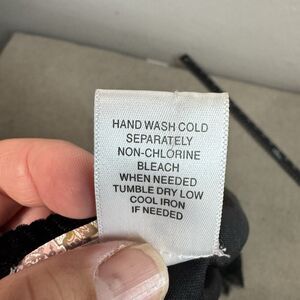 HAND WASH COLD
SEPARATELY
NON-CHLORINE
BLEACH
WHEN NEEDED
TUMBLE DRY LOW
COOL IRON
IF NEEDED